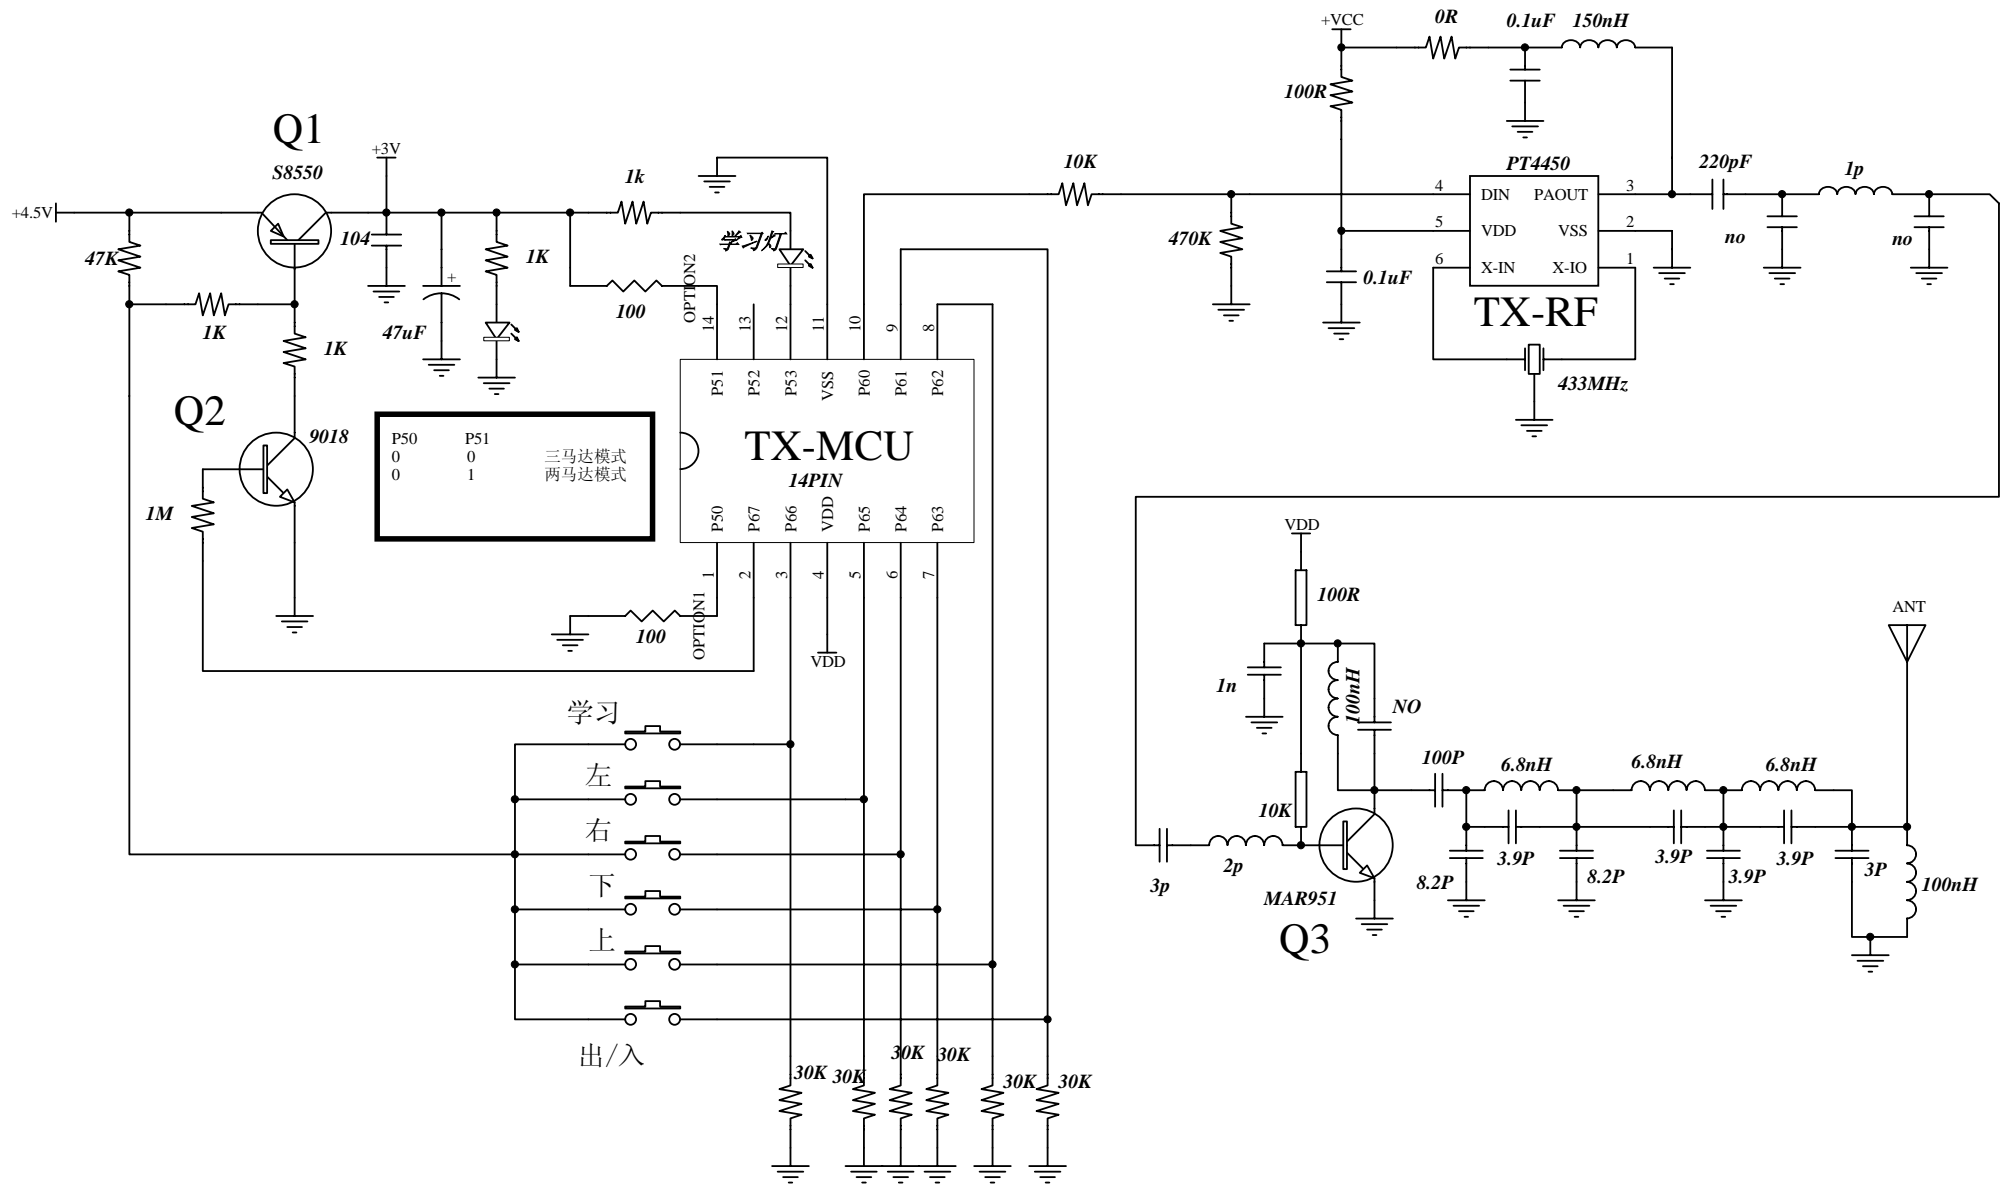 +VCC
0R
0.1uF
150nH
100R
Q1
S8550
+3V
+4.5V
47K
104
1K
1K
47uF
+
1K
1k
学习灯
100
OPTION2
Q2
9018
1M
P50 P51
0 0 三马达模式
0 1 两马达模式
14 13 12 11 10 9 8
P51 P52 P53 VSS P60 P61 P62
TX-MCU
14PIN
P50 P67 P66 VDD P65 P64 P63
1 2 3 4 5 6 7
100
OPTION1
VDD
10K
470K
PT4450
4 DIN PAOUT 3
5 VDD VSS 2
6 X-IN X-IO 1
TX-RF
433MHz
0.1uF
220pF
no
1p
no
学习
左
右
下
上
出/入
30K
30K
30K
30K
30K
30K
VDD
100R
1n
100nH
NO
10K
3p
2p
MAR951
Q3
100P
6.8nH
6.8nH
6.8nH
3.9P
3.9P
3.9P
8.2P
8.2P
3.9P
3P
100nH
ANT